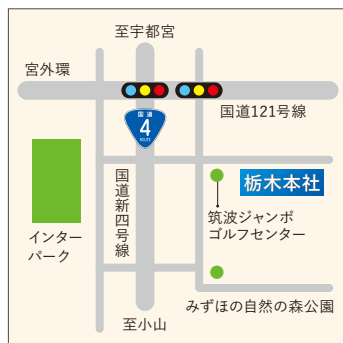 至宇都宮
宮外環
国道121号線
国道
4
ROUTE
国道新四号線
栃木本社
筑波ジャンボ
ゴルフセンター
インター
パーク
みずほの自然の森公園
至小山